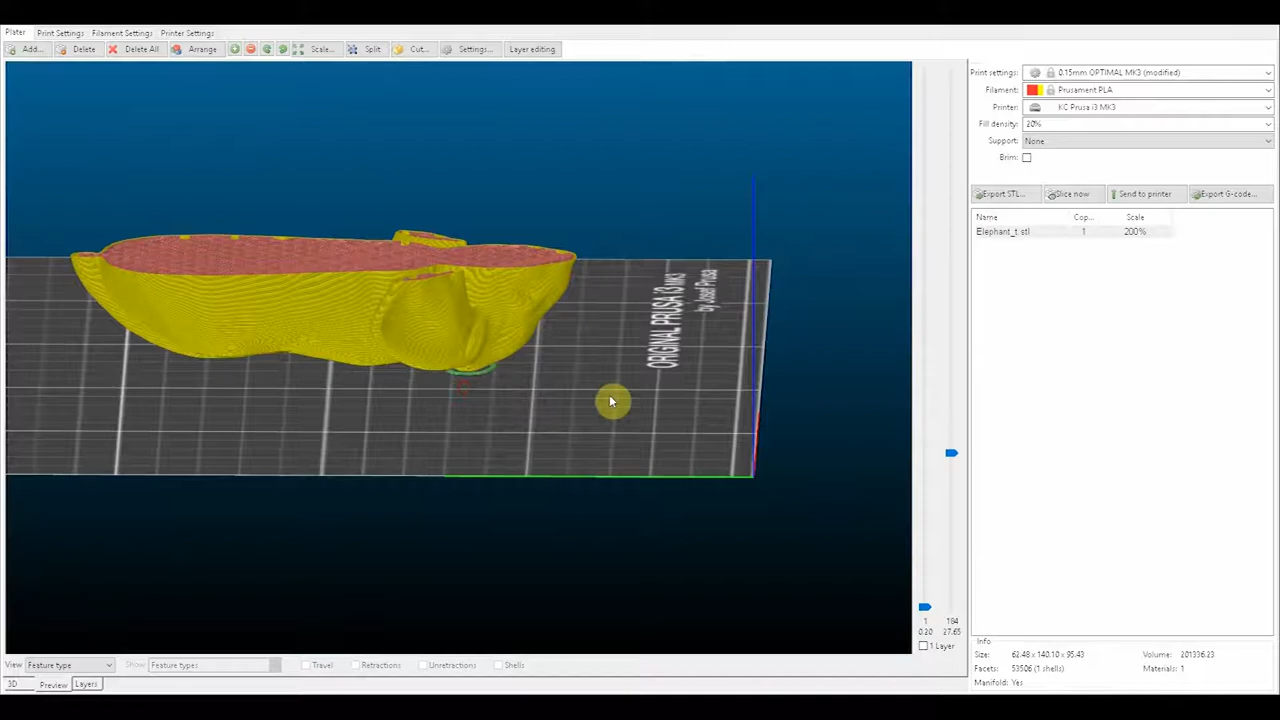 Plater Print Settings Filament Settings Printer Settings
Add... Delete Delete All Arrange Scale... Split Cut... Settings... Layer editing
Print settings: 0.15mm OPTIMAL MK3 (modified)
Filament: Prusament PLA
Printer: KC Prusa i3 MK3
Fill density: 20%
Support: None
Brim:
Export STL... Slice now Send to printer Export G-code...
Name Cop... Scale
Elephant_t.stl 1 200%
ORIGINAL PRUSA i3 MK3
by Josef Prusa
1 184
0.20 27.65
1 Layer
Info
Size: 62.48 x 140.10 x 95.43 Volume: 201336.23
Facets: 53506 (1 shells) Materials: 1
Manifold: Yes
View Feature type Show Feature types Travel Retractions Unretractions Shells
3D Preview Layers